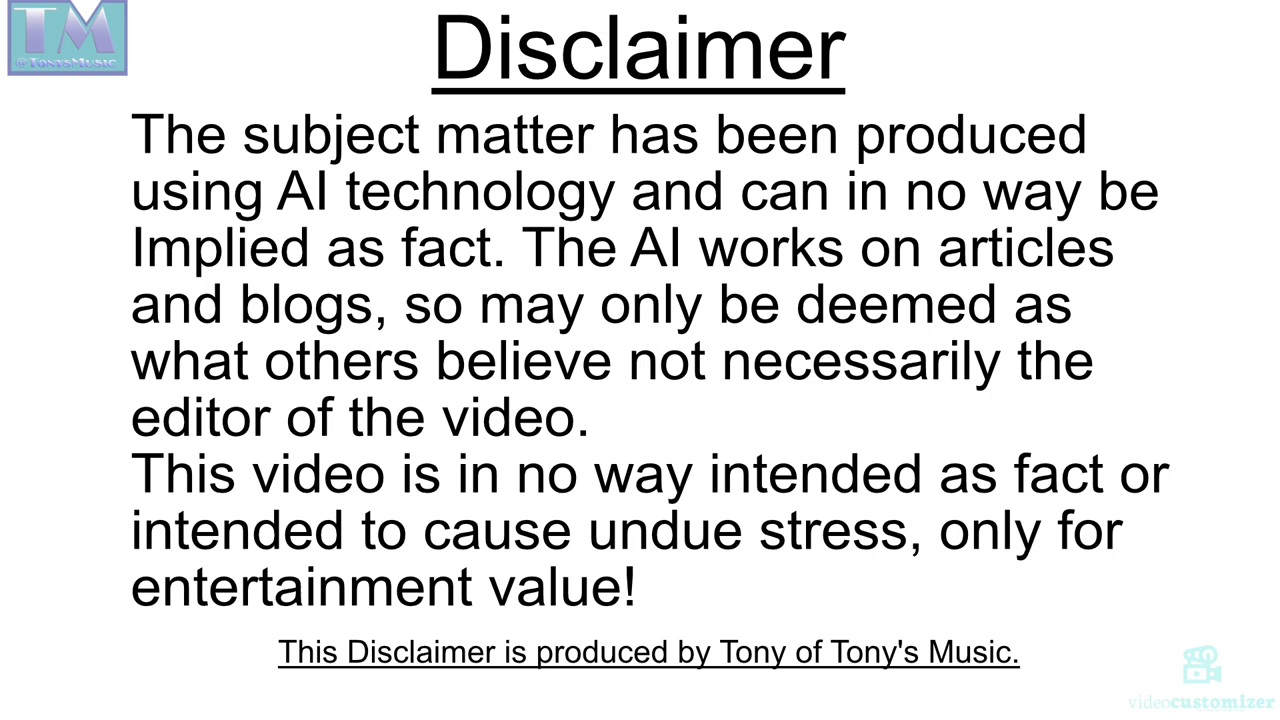 TM
@TonysMusic
Disclaimer
The subject matter has been produced
using AI technology and can in no way be
Implied as fact. The AI works on articles
and blogs, so may only be deemed as
what others believe not necessarily the
editor of the video.
This video is in no way intended as fact or
intended to cause undue stress, only for
entertainment value!
This Disclaimer is produced by Tony of Tony's Music.
videocustomizer